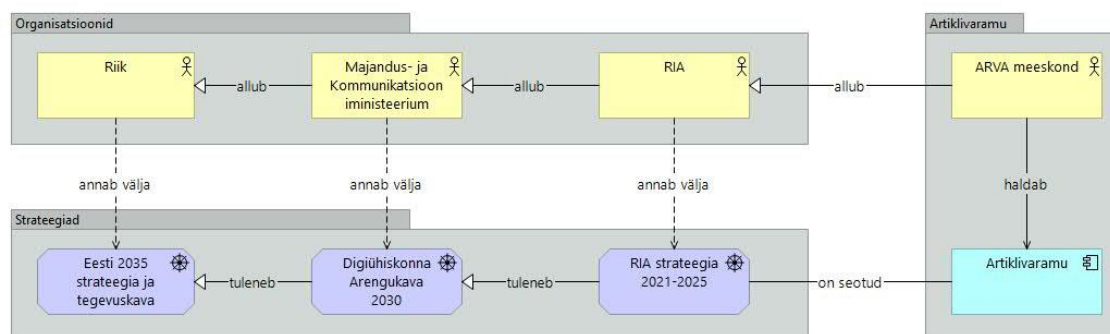 Organisatsioonid
Artiklivaramu
Riik
allub
Majandus- ja
Kommunikatsioon
iministeerium
allub
RIA
allub
ARVA meeskond
annab välja
annab välja
annab välja
haldab
Strateegiad
Eesti 2035
strateegia ja
tegevuskava
tuleneb
Digiühiskonna
Arengukava
2030
tuleneb
RIA strateegia
2021-2025
on seotud
Artiklivaramu